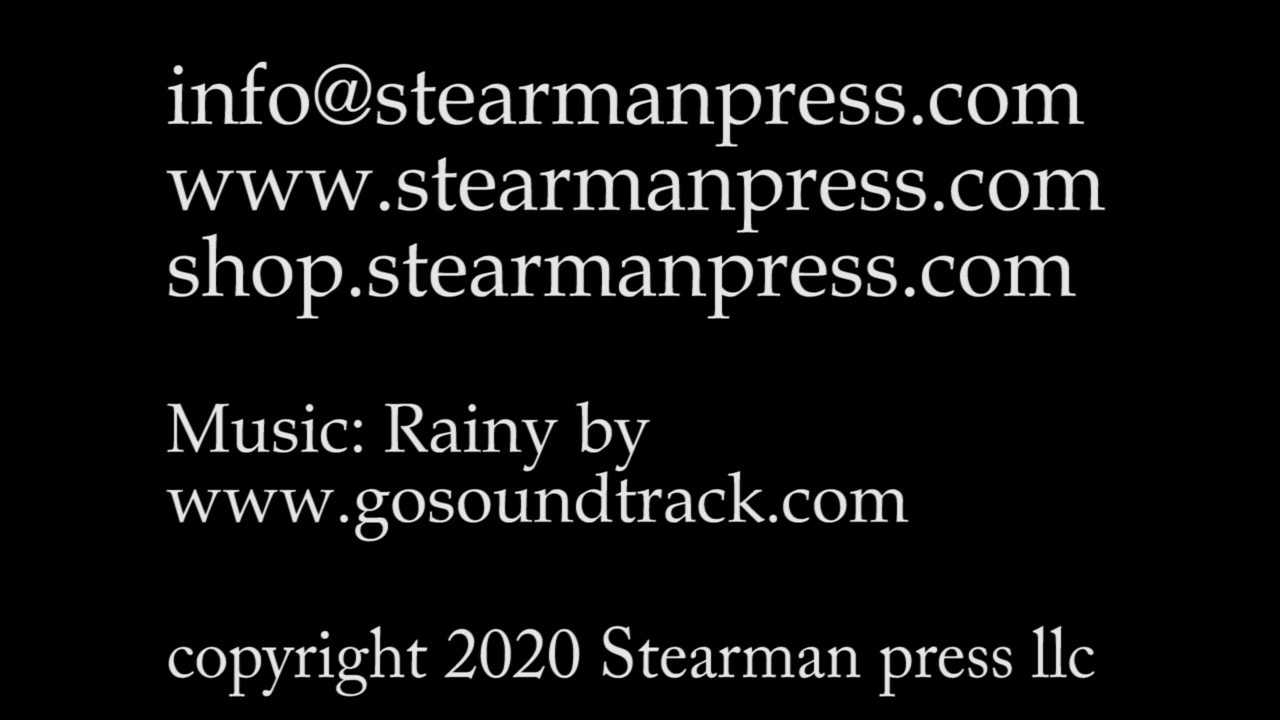 info@stearmanpress.com
www.stearmanpress.com
shop.stearmanpress.com
Music: Rainy by
www.gosoundtrack.com
copyright 2020 Stearman press llc